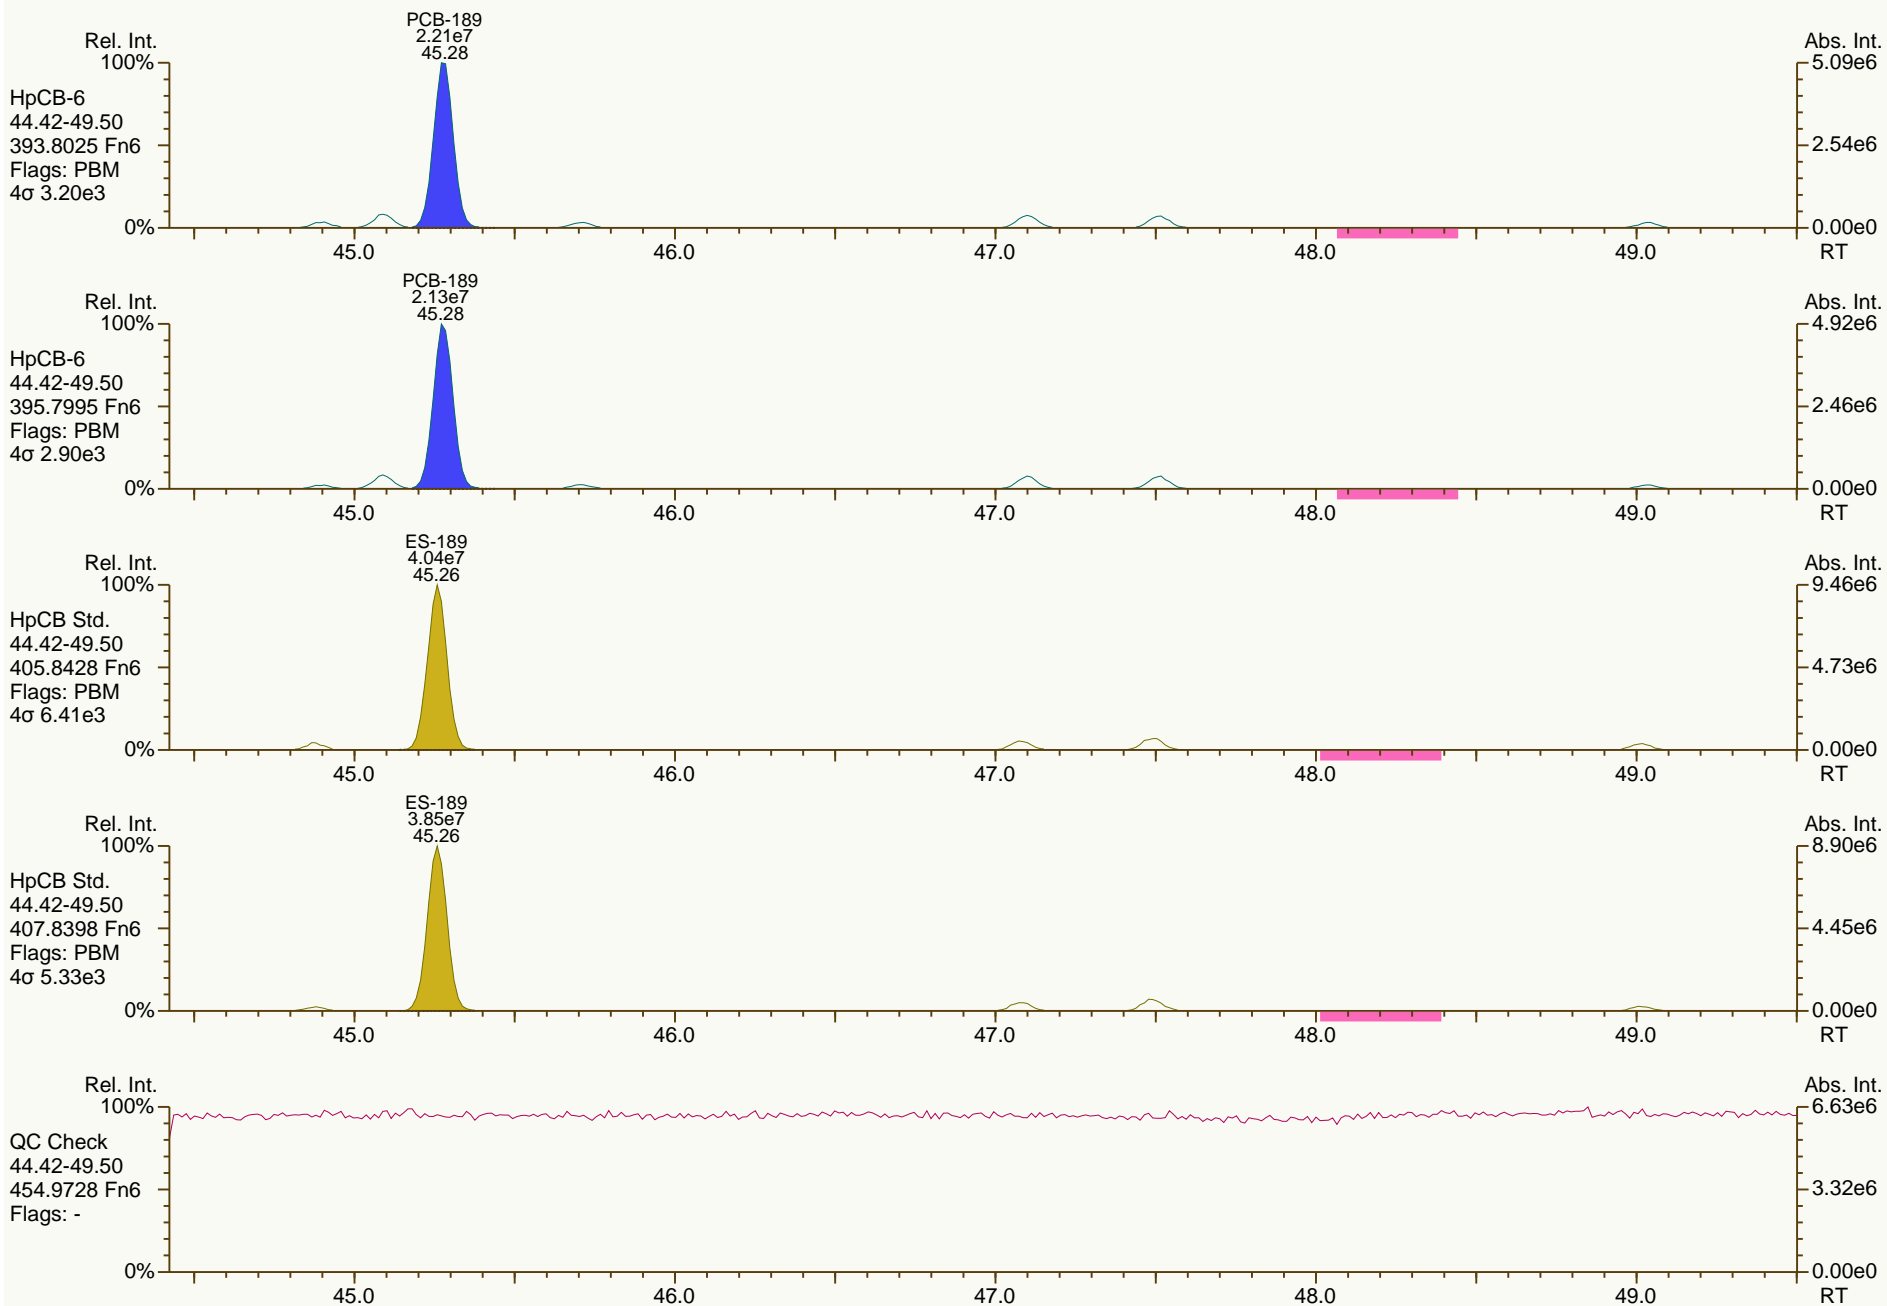 PCB-189
2.21e7
45.28
Rel. Int.
Abs. Int.
100%
5.09e6
HpCB-6
44.42-49.50
393.8025 Fn6
2.54e6
Flags: PBM
4σ 3.20e3
0%
0.00e0
45.0 46.0 47.0 48.0 49.0 RT
PCB-189
2.13e7
45.28
Rel. Int.
Abs. Int.
100%
4.92e6
HpCB-6
44.42-49.50
395.7995 Fn6
2.46e6
Flags: PBM
4σ 2.90e3
0%
0.00e0
45.0 46.0 47.0 48.0 49.0 RT
ES-189
4.04e7
45.26
Rel. Int.
Abs. Int.
100%
9.46e6
HpCB Std.
44.42-49.50
405.8428 Fn6
4.73e6
Flags: PBM
4σ 6.41e3
0%
0.00e0
45.0 46.0 47.0 48.0 49.0 RT
ES-189
3.85e7
45.26
Rel. Int.
Abs. Int.
100%
8.90e6
HpCB Std.
44.42-49.50
407.8398 Fn6
4.45e6
Flags: PBM
4σ 5.33e3
0%
0.00e0
45.0 46.0 47.0 48.0 49.0 RT
Rel. Int.
Abs. Int.
100%
6.63e6
QC Check
44.42-49.50
454.9728 Fn6
3.32e6
Flags: -
0%
0.00e0
45.0 46.0 47.0 48.0 49.0 RT